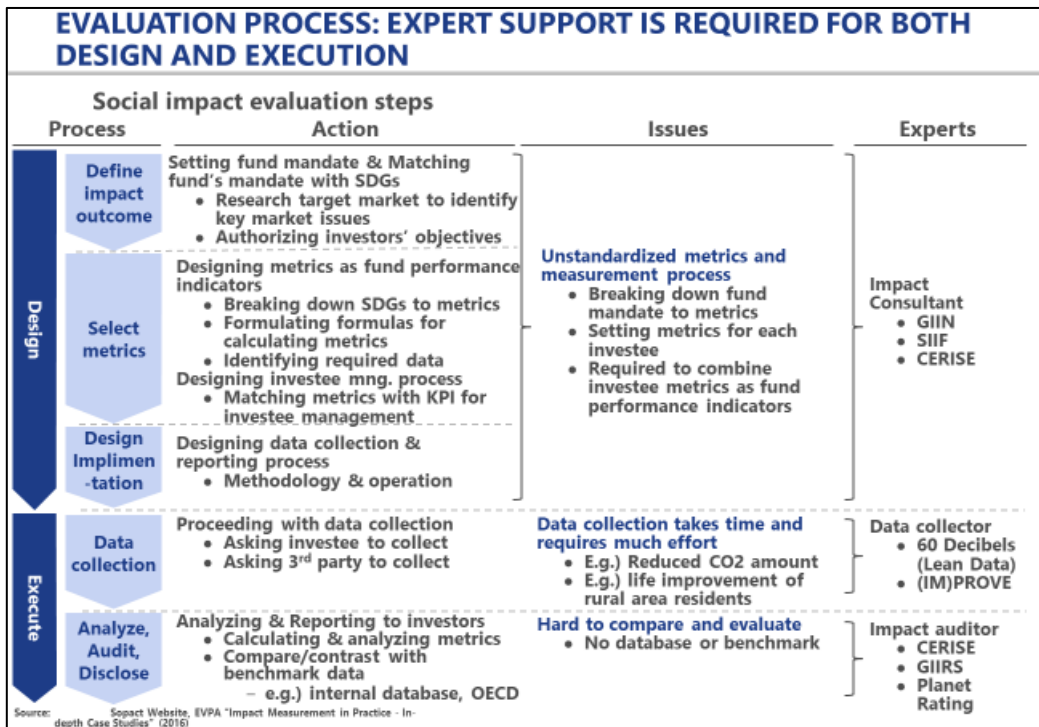 EVALUATION PROCESS: EXPERT SUPPORT IS REQUIRED FOR BOTH
DESIGN AND EXECUTION
Social impact evaluation steps
Process
Action
Issues
Experts
Design
Define
impact
outcome
Setting fund mandate & Matching
fund's mandate with SDGs
• Research target market to identify
key market issues
• Authorizing investors' objectives
Select
metrics
Designing metrics as fund performance
indicators
• Breaking down SDGs to metrics
• Formulating formulas for
calculating metrics
• Identifying required data
Designing investee mng. process
• Matching metrics with KPI for
investee management
Design
Implimen
-tation
Designing data collection &
reporting process
• Methodology & operation
Unstandardized metrics and
measurement process
• Breaking down fund
mandate to metrics
• Setting metrics for each
investee
• Required to combine
investee metrics as fund
performance indicators
Impact
Consultant
• GIIN
• SIIF
• CERISE
Execute
Data
collection
Proceeding with data collection
• Asking investee to collect
• Asking 3rd party to collect
Data collection takes time and
requires much effort
• E.g.) Reduced CO2 amount
• E.g.) life improvement of
rural area residents
Data collector
• 60 Decibels
(Lean Data)
• (IM)PROVE
Analyze,
Audit,
Disclose
Analyzing & Reporting to investors
• Calculating & analyzing metrics
• Compare/contrast with
benchmark data
– e.g.) internal database, OECD
Hard to compare and evaluate
• No database or benchmark
Impact auditor
• CERISE
• GIIRS
• Planet
Rating
Source: Sopact Website, EVPA "Impact Measurement in Practice - In-
depth Case Studies" (2016)